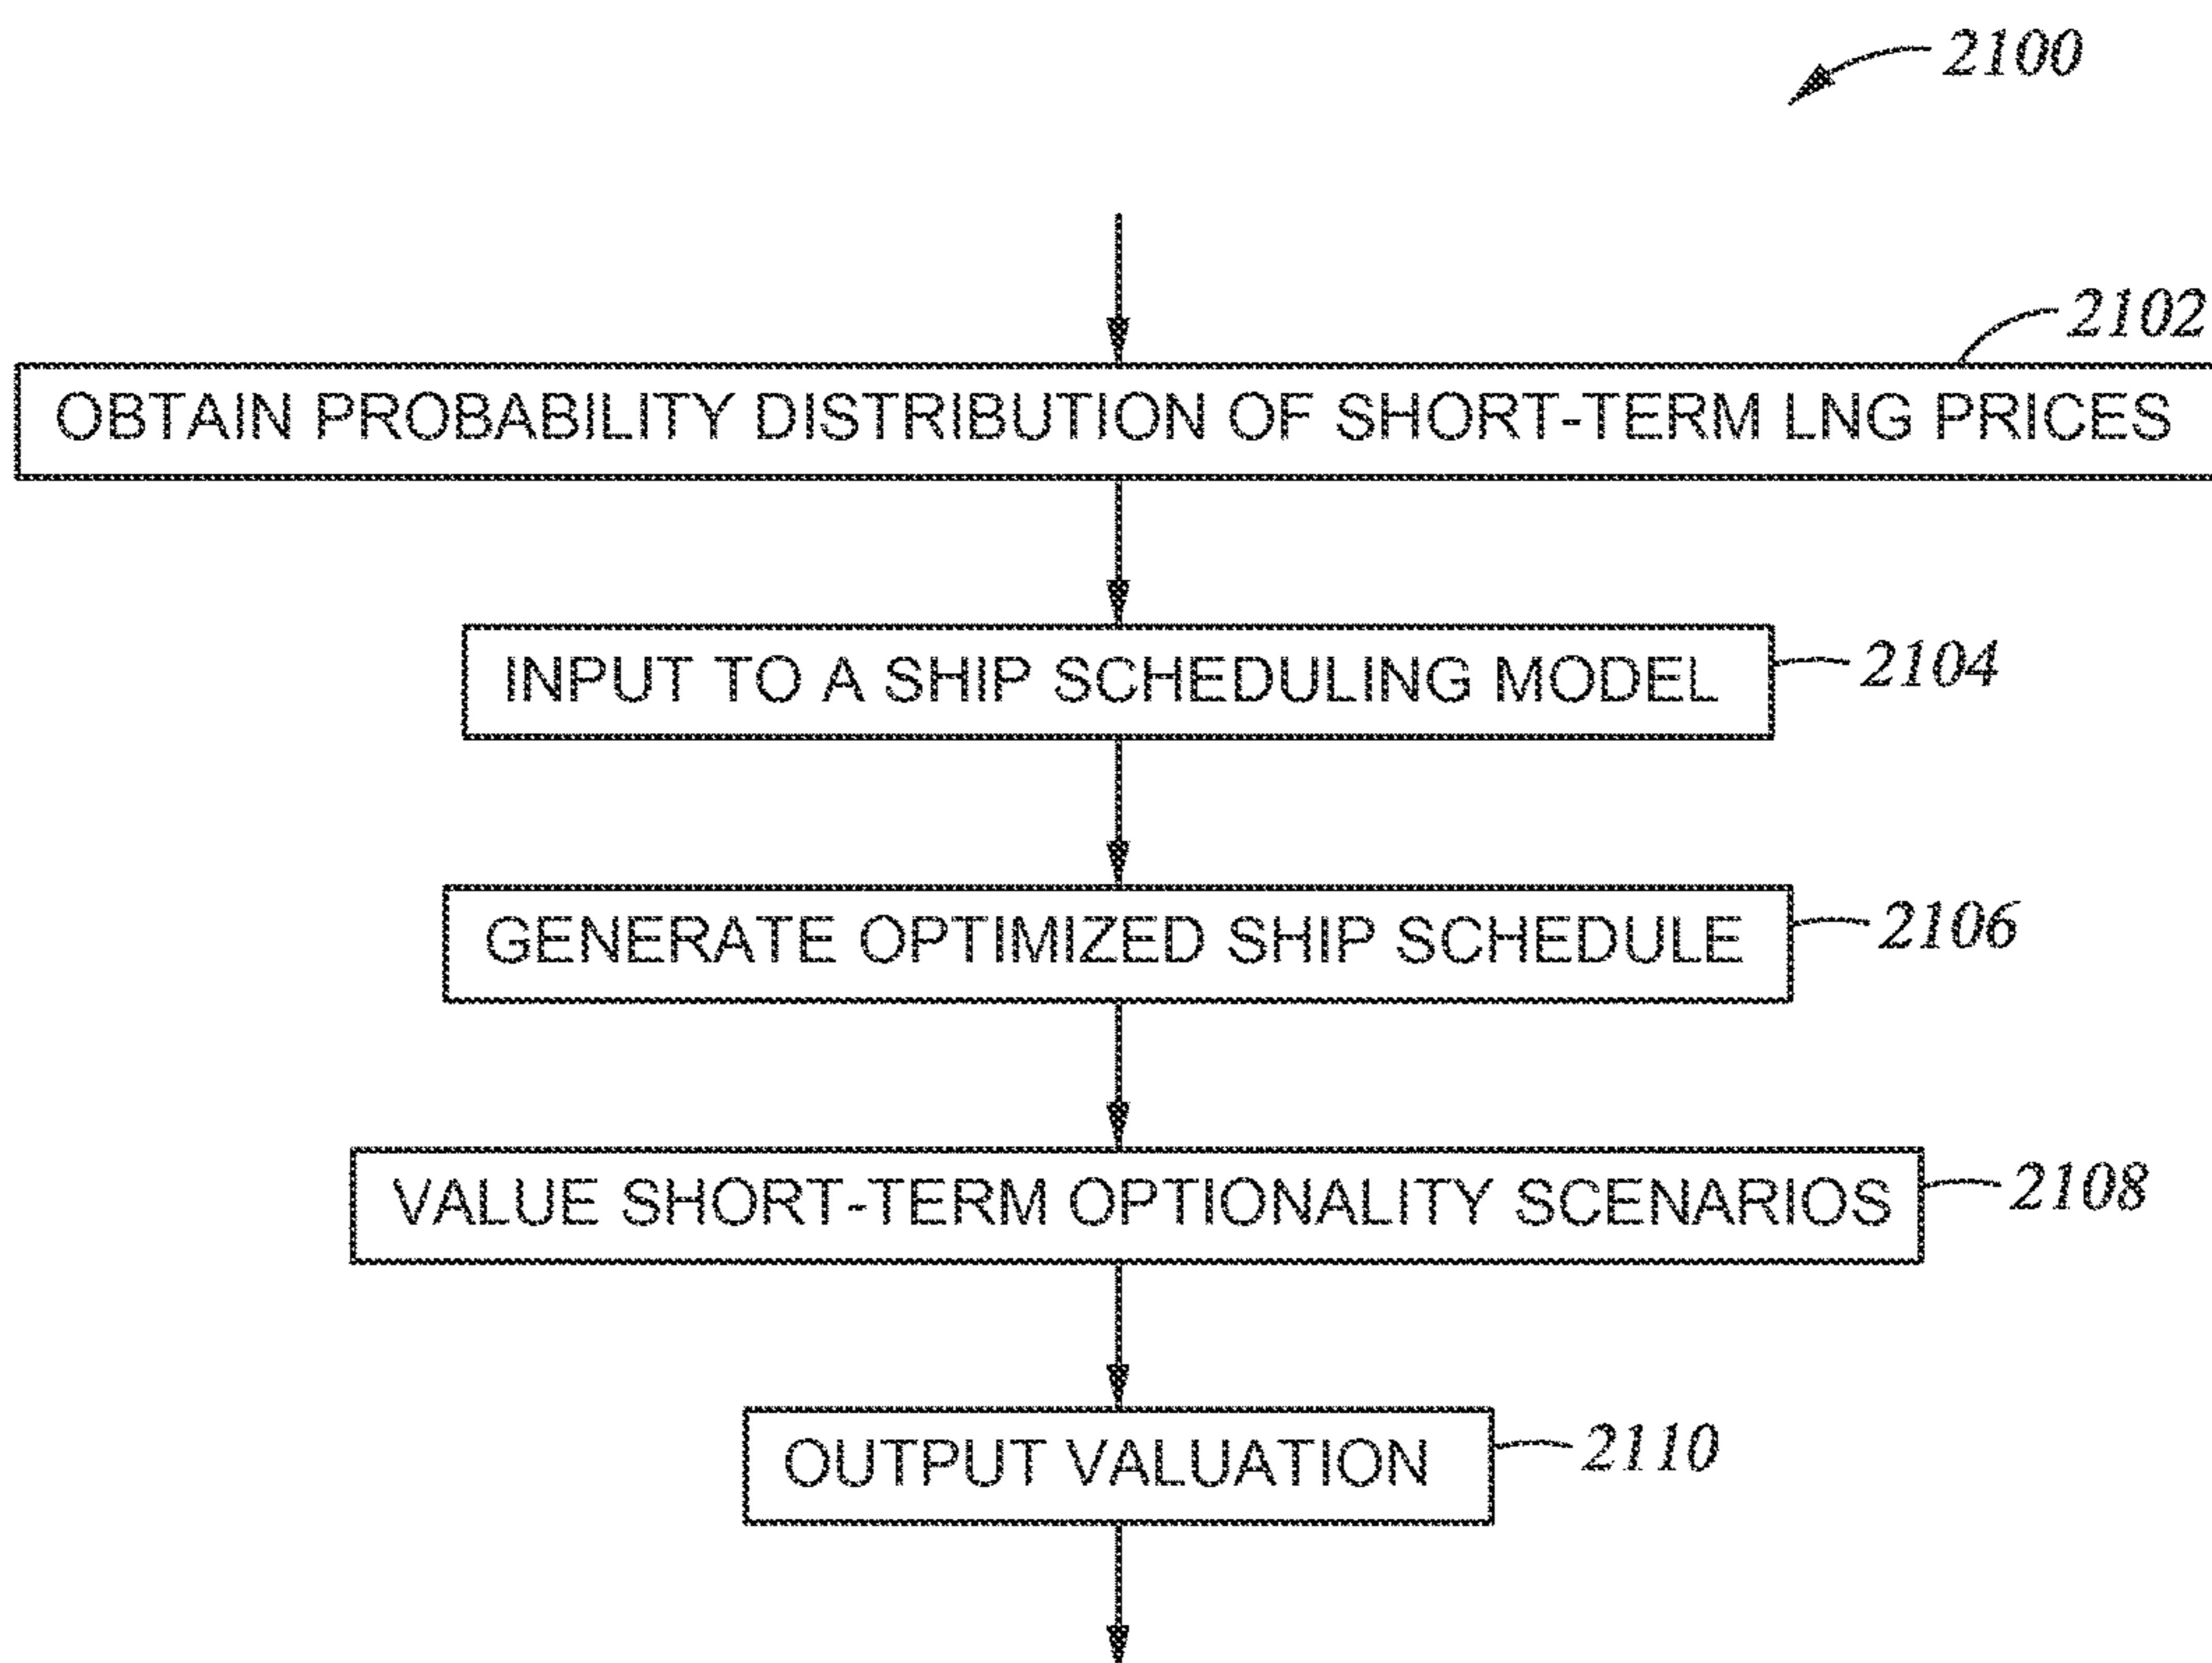 2100
2102
OBTAIN PROBABILITY DISTRIBUTION OF SHORT-TERM LNG PRICES
INPUT TO A SHIP SCHEDULING MODEL
2104
GENERATE OPTIMIZED SHIP SCHEDULE
2106
VALUE SHORT-TERM OPTIONALITY SCENARIOS
2108
OUTPUT VALUATION
2110